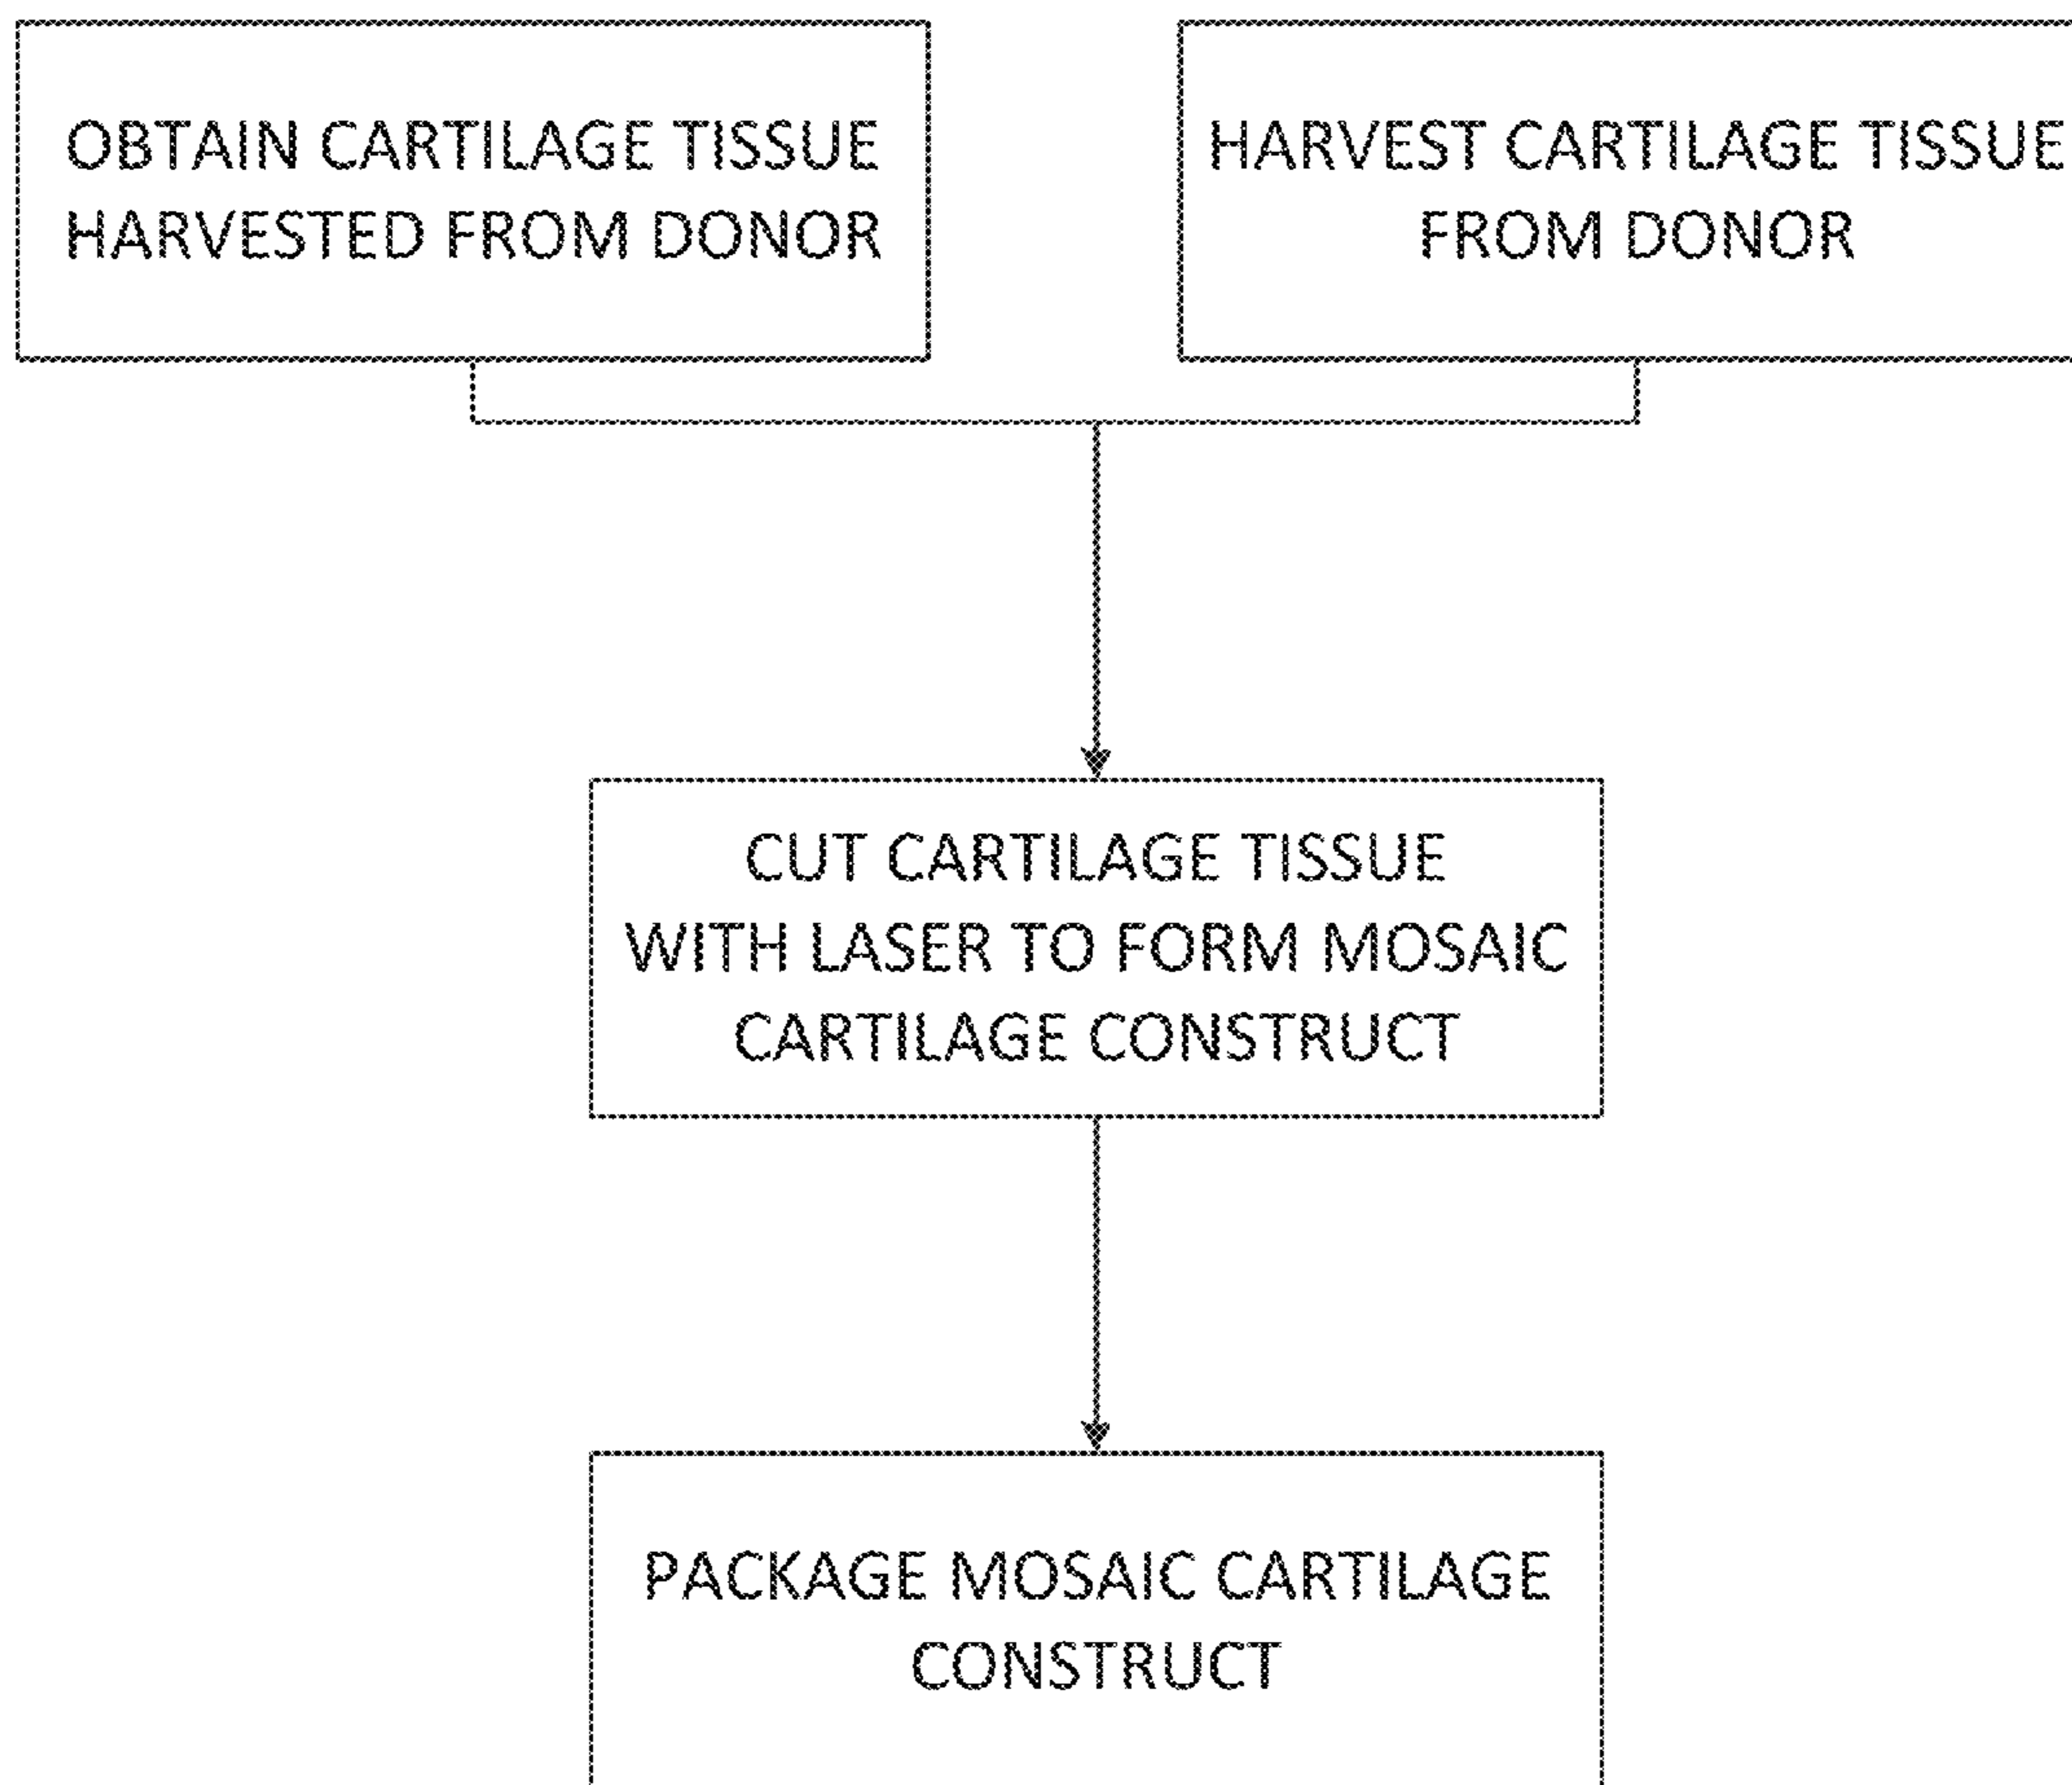 OBTAIN CARTILAGE TISSUE
HARVESTED FROM DONOR
HARVEST CARTILAGE TISSUE
FROM DONOR
CUT CARTILAGE TISSUE
WITH LASER TO FORM MOSAIC
CARTILAGE CONSTRUCT
PACKAGE MOSAIC CARTILAGE
CONSTRUCT